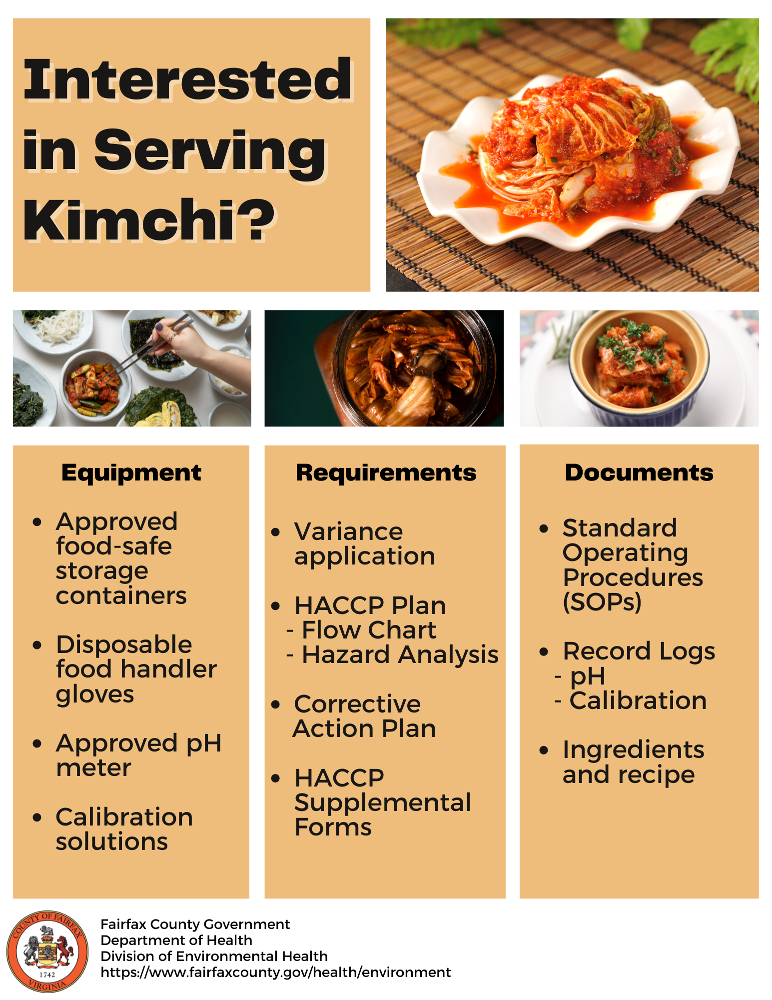 Interested
in Serving
Kimchi?
Equipment
• Approved
food-safe
storage
containers
• Disposable
food handler
gloves
• Approved pH
meter
• Calibration
solutions
Requirements
• Variance
application
• HACCP Plan
- Flow Chart
- Hazard Analysis
• Corrective
Action Plan
• HACCP
Supplemental
Forms
Documents
• Standard
Operating
Procedures
(SOPs)
• Record Logs
- pH
- Calibration
• Ingredients
and recipe
COUNTY OF FAIRFAX
1742
VIRGINIA
Fairfax County Government
Department of Health
Division of Environmental Health
https://www.fairfaxcounty.gov/health/environment